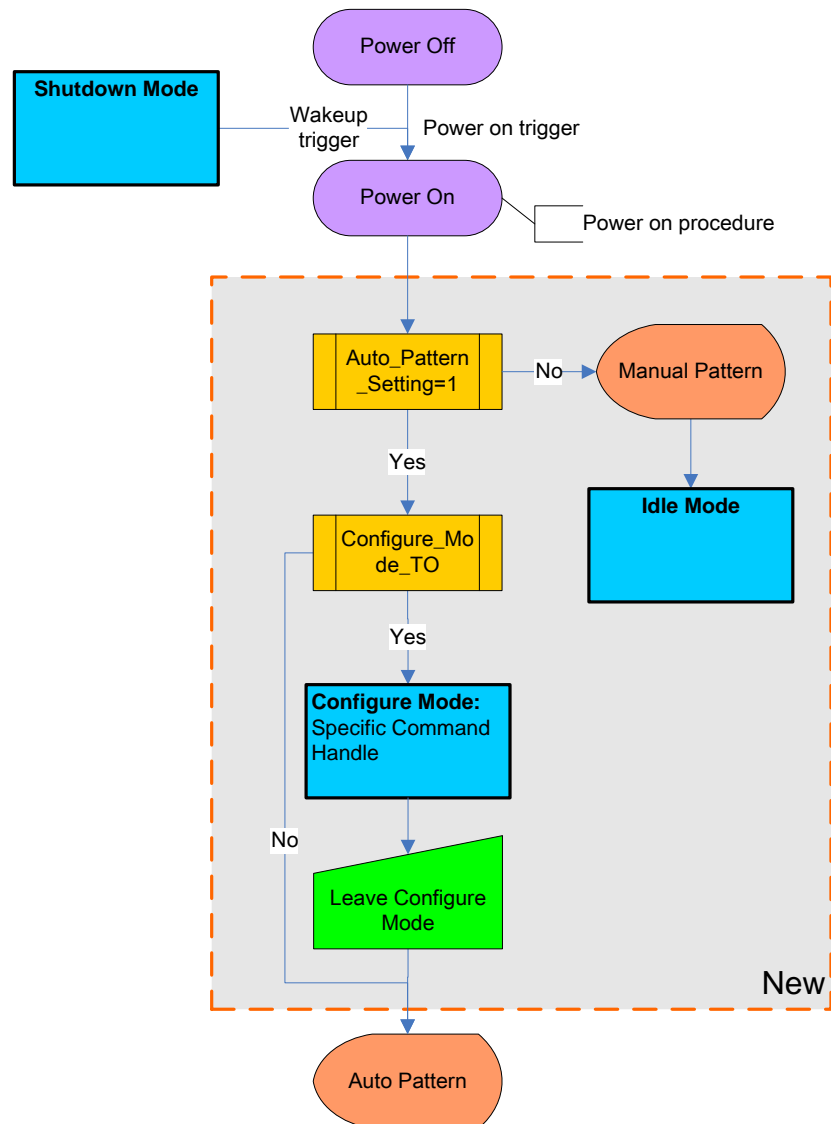 Power Off
Shutdown Mode
Wakeup
trigger
Power on trigger
Power On
Power on procedure
Auto_Pattern
_Setting=1
No
Manual Pattern
Yes
Idle Mode
Configure_Mo
de_TO
Yes
Configure Mode:
Specific Command
Handle
No
Leave Configure
Mode
New
Auto Pattern